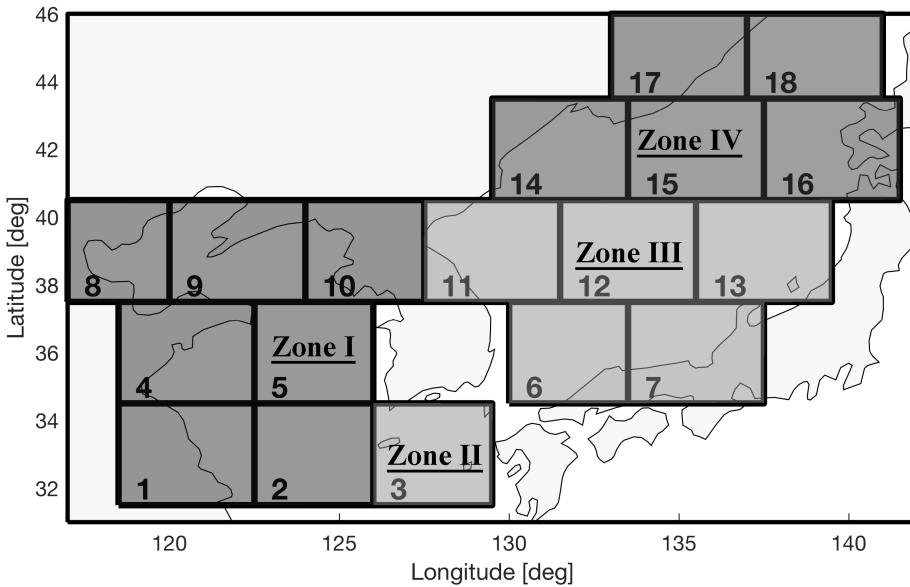 46
17 18
44
Zone IV
42
14 15 16
40
Zone III
38
8 9 10 11 12 13
Zone I
36
4 5 6 7
34
Zone II
32
1 2 3
120 125 130 135 140
Longitude [deg]
Latitude [deg]